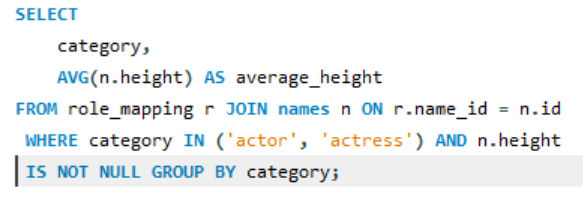 SELECT
category,
AVG(n.height) AS average_height
FROM role_mapping r JOIN names n ON r.name_id = n.id
WHERE category IN ('actor', 'actress') AND n.height
IS NOT NULL GROUP BY category;